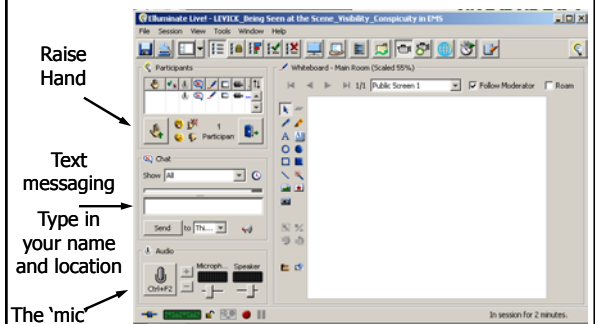 Elluminate Live! - LEVICK_Being Seen at the Scene_Visibility_Conspicuity in EMS
File Session View Tools Window Help
Raise
Hand
Participants
1
Participan
Text
messaging
Chat
Show All
Send to Thi...
Type in
your name
and location
Audio
Microph... Speaker
Ctrl+F2
The 'mic'
Whiteboard - Main Room (Scaled 55%)
1/1 Public Screen 1 Follow Moderator Roam
A
In session for 2 minutes.